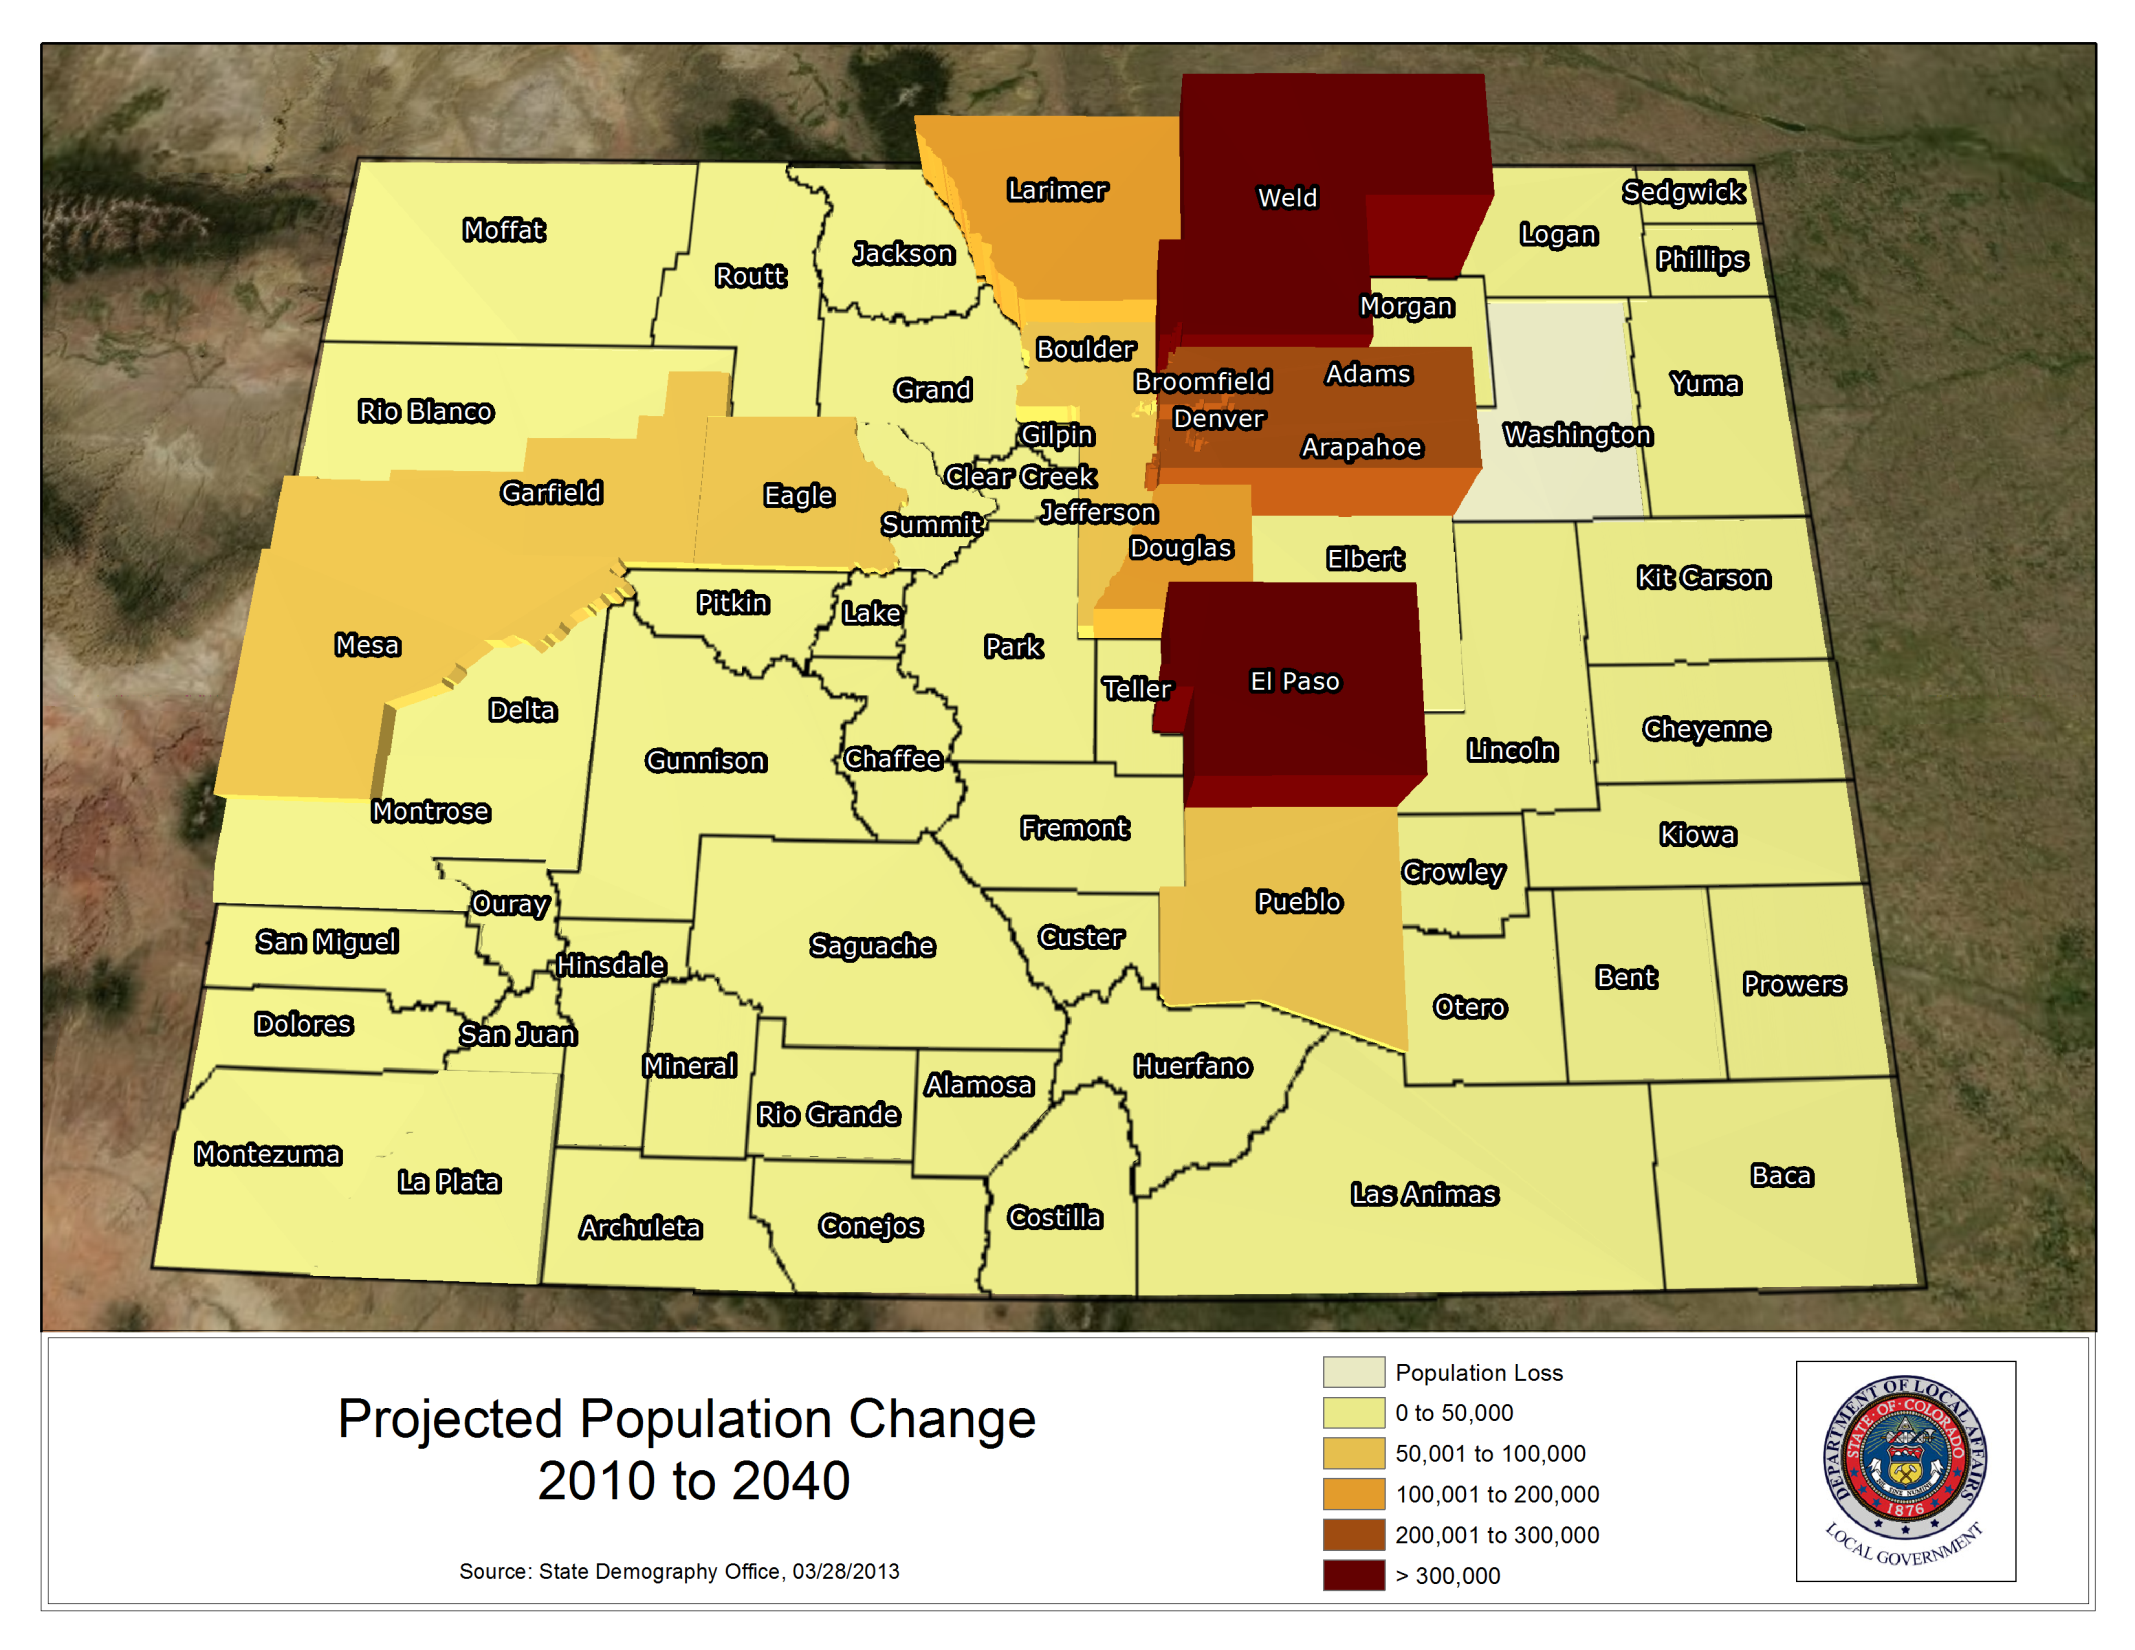 Larimer
Weld
Sedgwick
Moffat
Logan
Jackson
Phillips
Routt
Morgan
Boulder
Adams
Broomfield
Yuma
Grand
Rio Blanco
Denver
Gilpin
Washington
Arapahoe
Clear Creek
Garfield
Eagle
Jefferson
Summit
Douglas
Elbert
Kit Carson
Pitkin
Lake
Mesa
Park
El Paso
Teller
Delta
Cheyenne
Lincoln
Gunnison
Chaffee
Montrose
Fremont
Kiowa
Crowley
Pueblo
Ouray
Custer
San Miguel
Saguache
Hinsdale
Bent
Prowers
Otero
Dolores
San Juan
Mineral
Huerfano
Alamosa
Rio Grande
Montezuma
Baca
La Plata
Las Animas
Costilla
Conejos
Archuleta
Projected Population Change
2010 to 2040
Source: State Demography Office, 03/28/2013
Population Loss
0 to 50,000
50,001 to 100,000
100,001 to 200,000
200,001 to 300,000
> 300,000
DEPARTMENT OF LOCAL AFFAIRS
STATE·OF·COLORADO
1876
LOCAL GOVERNMENT